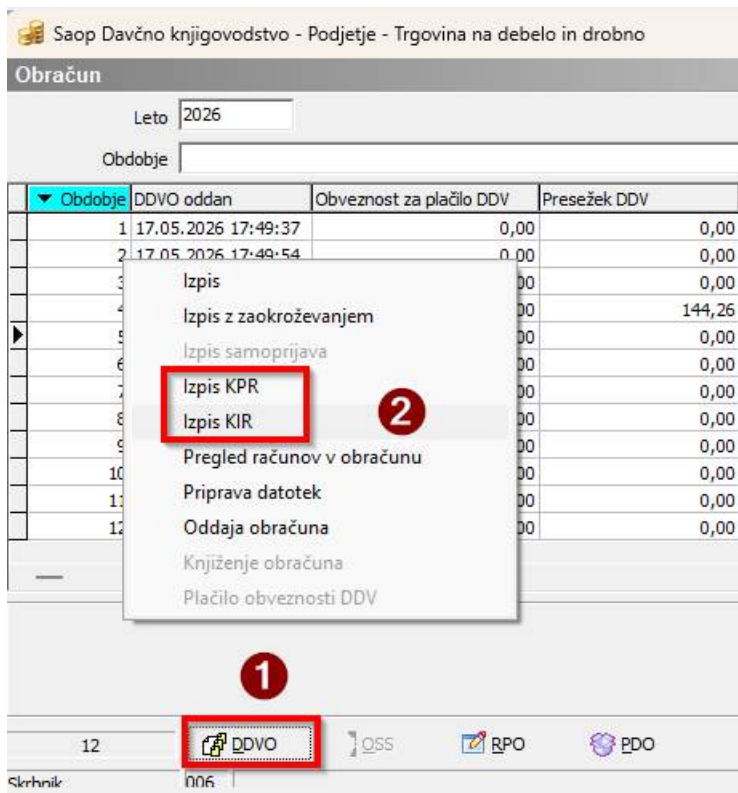 Saop Davčno knjigovodstvo - Podjetje - Trgovina na debelo in drobno
Obračun
Leto 2026
Obdobje
Obdobje DDVO oddan Obveznost za plačilo DDV Presežek DDV
1 17.05.2026 17:49:37 0,00 0,00
2 17.05.2026 17:49:54 0,00 0,00
Izpis 0,00
Izpis z zaokroževanjem 144,26
Izpis samoprijava 0,00
0,00
Izpis KPR 0,00
Izpis KIR 2 0,00
Pregled računov v obračunu 0,00
10 Priprava datotek 0,00
11 0,00
12 Oddaja obračuna 0,00
Knjiženje obračuna
Plačilo obveznosti DDV
1
12 DDVO OSS RPO PDO
Skrbnik 006